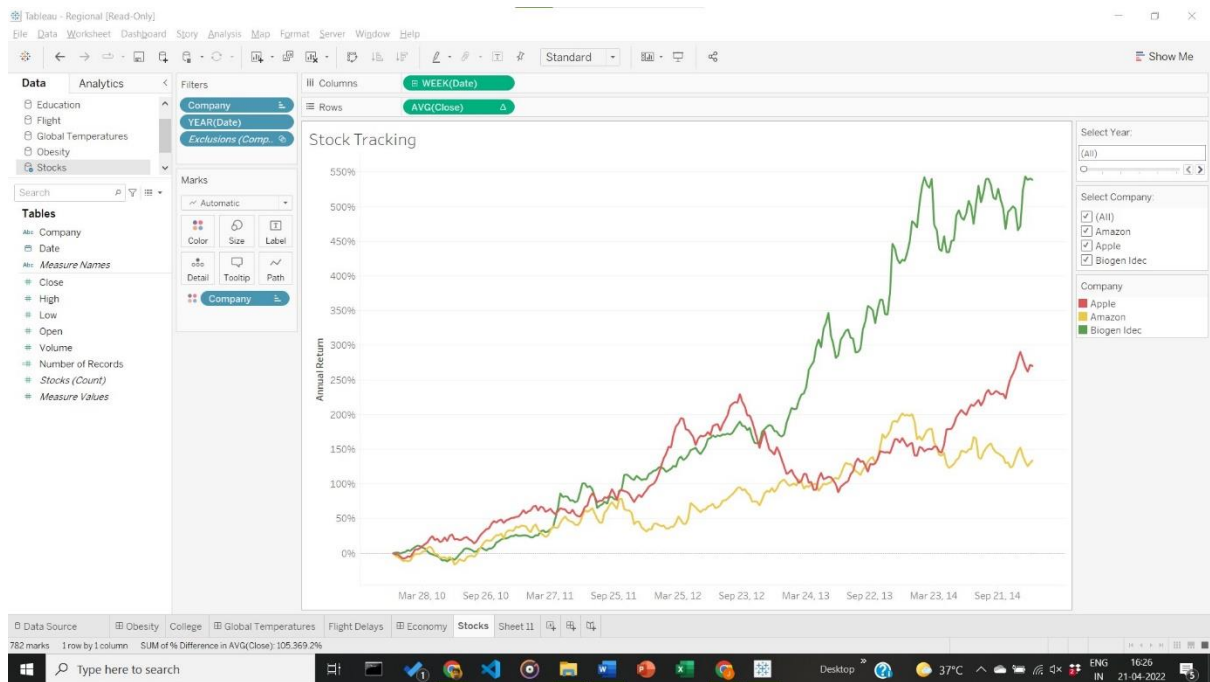 Tableau - Regional [Read-Only]
File Data Worksheet Dashboard Story Analysis Map Format Server Window Help
Standard
Show Me
Data Analytics
Education
Flight
Global Temperatures
Obesity
Stocks
Search
Tables
Abc Company
Date
Abc Measure Names
# Close
# High
# Low
# Open
# Volume
=# Number of Records
# Stocks (Count)
# Measure Values
Filters
Company
YEAR(Date)
Exclusions (Comp..
Marks
Automatic
Color Size Label
Detail Tooltip Path
Company
Columns
WEEK(Date)
Rows
AVG(Close) Δ
Stock Tracking
Annual Return
550%
500%
450%
400%
350%
300%
250%
200%
150%
100%
50%
0%
Mar 28, 10 Sep 26, 10 Mar 27, 11 Sep 25, 11 Mar 25, 12 Sep 23, 12 Mar 24, 13 Sep 22, 13 Mar 23, 14 Sep 21, 14
Select Year:
(All)
Select Company:
(All)
Amazon
Apple
Biogen Idec
Company
Apple
Amazon
Biogen Idec
Data Source Obesity College Global Temperatures Flight Delays Economy Stocks Sheet 11
782 marks 1 row by 1 column SUM of % Difference in AVG(Close): 105,369.2%
Type here to search
Desktop
37°C
ENG
IN
16:26
21-04-2022